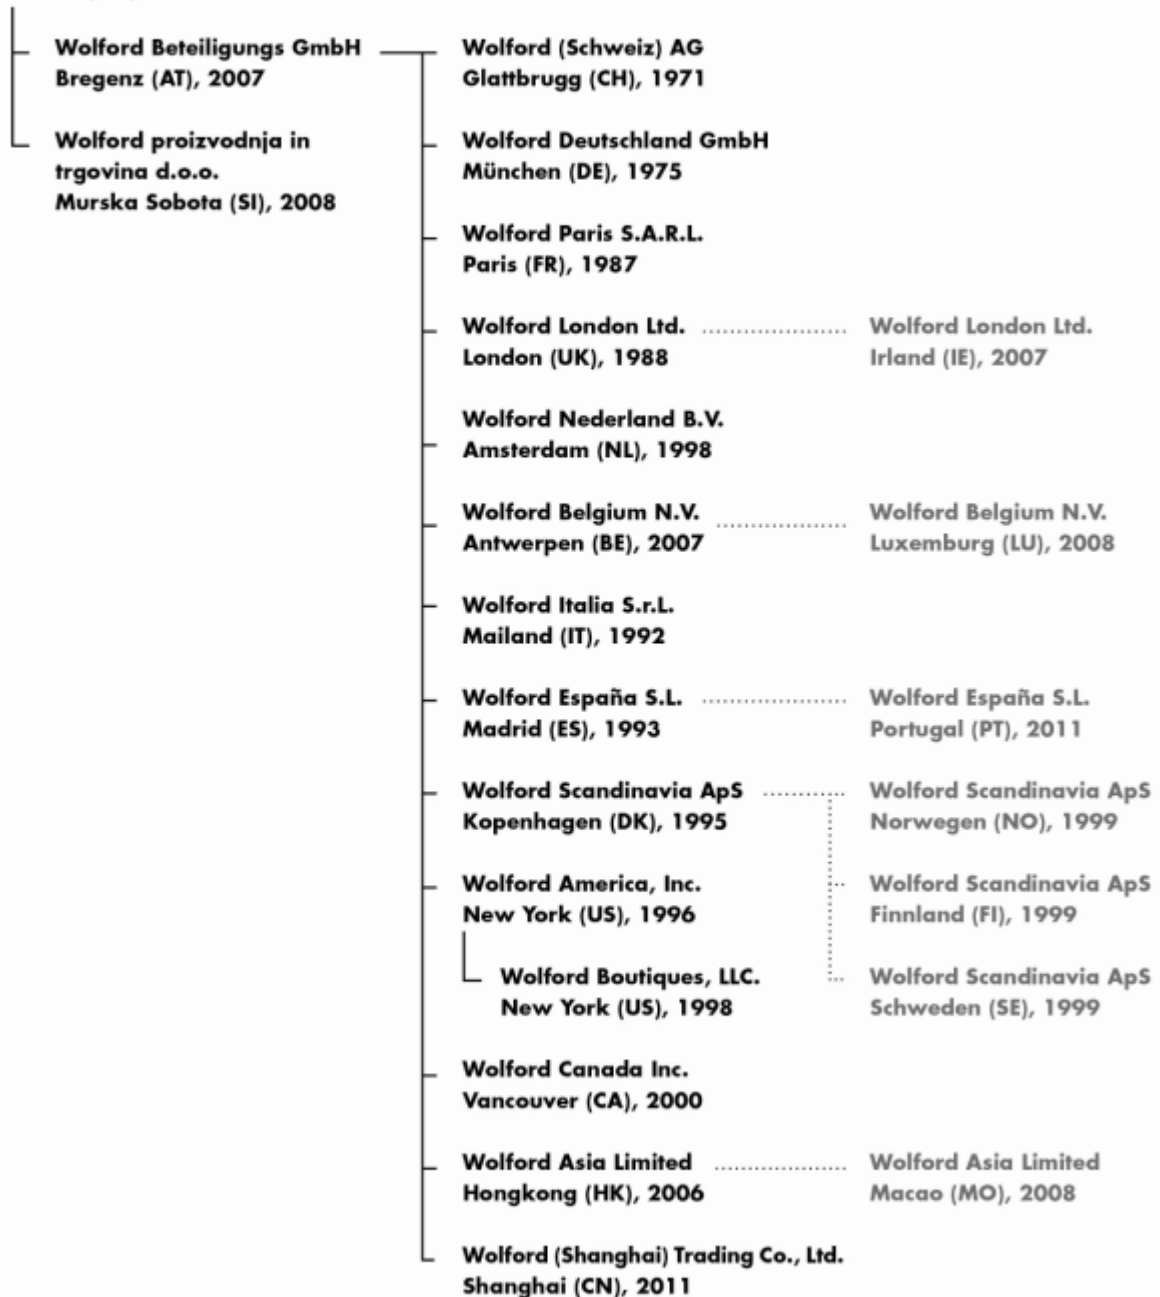 Wolford Beteiligungs GmbH
Bregenz (AT), 2007
Wolford proizvodnja in
trgovina d.o.o.
Murska Sobota (SI), 2008
Wolford (Schweiz) AG
Glattbrugg (CH), 1971
Wolford Deutschland GmbH
München (DE), 1975
Wolford Paris S.A.R.L.
Paris (FR), 1987
Wolford London Ltd.
London (UK), 1988
Wolford London Ltd.
Irland (IE), 2007
Wolford Nederland B.V.
Amsterdam (NL), 1998
Wolford Belgium N.V.
Antwerpen (BE), 2007
Wolford Belgium N.V.
Luxemburg (LU), 2008
Wolford Italia S.r.L.
Mailand (IT), 1992
Wolford España S.L.
Madrid (ES), 1993
Wolford España S.L.
Portugal (PT), 2011
Wolford Scandinavia ApS
Kopenhagen (DK), 1995
Wolford Scandinavia ApS
Norwegen (NO), 1999
Wolford Scandinavia ApS
Finnland (FI), 1999
Wolford Scandinavia ApS
Schweden (SE), 1999
Wolford America, Inc.
New York (US), 1996
Wolford Boutiques, LLC.
New York (US), 1998
Wolford Canada Inc.
Vancouver (CA), 2000
Wolford Asia Limited
Hongkong (HK), 2006
Wolford Asia Limited
Macao (MO), 2008
Wolford (Shanghai) Trading Co., Ltd.
Shanghai (CN), 2011